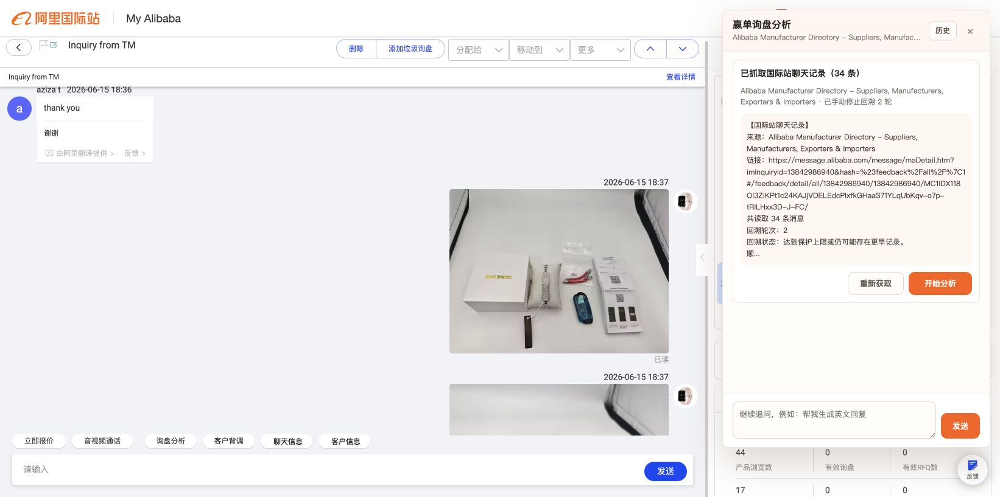 阿里国际站
My Alibaba
Inquiry from TM
删除
添加垃圾询盘
分配给
移动到
更多
Inquiry from TM
查看详情
aziza t 2026-06-15 18:36
a
thank you
谢谢
由阿里翻译提供 >
反馈 >
2026-06-15 18:37
Smart Bracelet
已读
2026-06-15 18:37
立即报价
音视频通话
询盘分析
客户背调
聊天信息
客户信息
请输入
发送
赢单询盘分析
Alibaba Manufacturer Directory - Suppliers, Manufac...
历史
×
已抓取国际站聊天记录（34 条）
Alibaba Manufacturer Directory - Suppliers, Manufacturers,
Exporters & Importers · 已手动停止回溯 2 轮
【国际站聊天记录】
来源：Alibaba Manufacturer Directory - Suppliers,
Manufacturers, Exporters & Importers
链接：https://message.alibaba.com/message/maDetail.htm?
imInquiryId=13842986940&hash=%23feedback%2Fall%2F%7C1
#/feedback/detail/all/13842986940/13842986940/MC1IDX118
OI3ZiKPt1c24KAJjVDELEdcPIxfkGHaaS71YLqUbKqv-o7p-
tRlLHxx3D-J-FC/
共读取 34 条消息
回溯轮次：2
回溯状态：达到保护上限或仍可能存在更早记录。
顺...
重新获取
开始分析
继续追问，例如：帮我生成英文回复
发送
44
0
0
产品浏览数
有效询盘
有效RFQ数
17
0
0
反馈